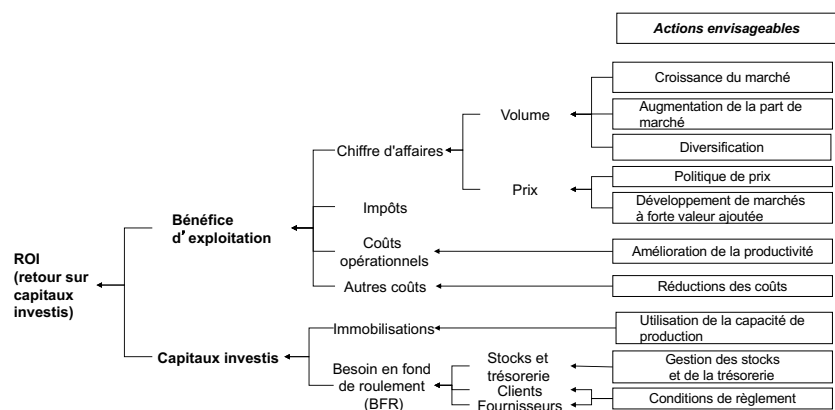 Actions envisageables
Croissance du marché
Volume
Augmentation de la part de
marché
Diversification
Chiffre d'affaires
Politique de prix
Prix
Développement de marchés
à forte valeur ajoutée
Impôts
Bénéfice
d'exploitation
Coûts
opérationnels
Amélioration de la productivité
ROI
(retour sur
capitaux
investis)
Autres coûts
Réductions des coûts
Immobilisations
Utilisation de la capacité de
production
Capitaux investis
Besoin en fond
de roulement
(BFR)
Stocks et
trésorerie
Gestion des stocks
et de la trésorerie
Clients
Fournisseurs
Conditions de règlement